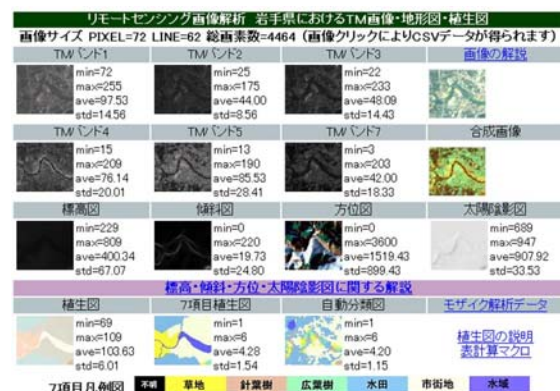 リモートセンシング画像解析 岩手県におけるTM画像・地形図・植生図
画像サイズ PIXEL=72 LINE=62 総画素数=4464 (画像クリックによりCSVデータが得られます)
TMバンド1 TMバンド2 TMバンド3 画像の解説
min=72 min=25 min=22
max=255 max=175 max=233
ave=97.53 ave=44.00 ave=48.09
std=14.56 std=8.56 std=14.43
TMバンド4 TMバンド5 TMバンド7 合成画像
min=15 min=13 min=3
max=209 max=190 max=203
ave=76.14 ave=85.53 ave=42.00
std=20.01 std=28.41 std=18.33
標高図 傾斜図 方位図 太陽陰影図
min=229 min=0 min=0 min=689
max=809 max=220 max=3600 max=947
ave=400.34 ave=19.73 ave=1519.43 ave=907.92
std=67.07 std=24.80 std=899.43 std=33.53
標高・傾斜・方位・太陽陰影図に関する解説
植生図 7項目植生図 自動分類図 モザイク解析データ
min=69 min=1 min=1
max=109 max=6 max=6 植生図の説明
ave=103.63 ave=4.28 ave=4.20 表計算マクロ
std=6.01 std=1.54 std=1.15
7項目凡例図 不明 草地 針葉樹 広葉樹 水田 市街地 水域